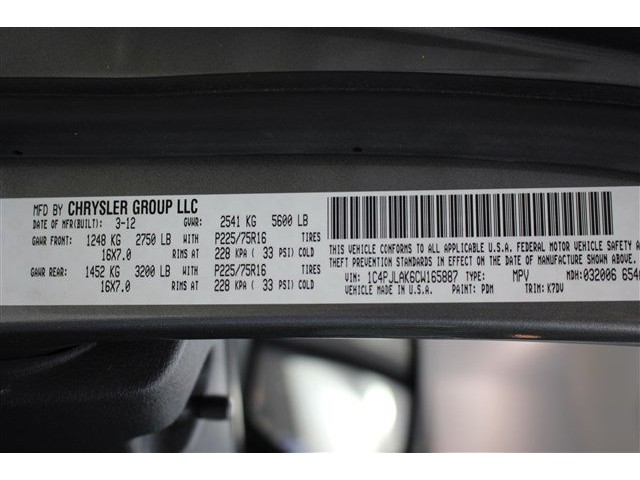 MFD BY CHRYSLER GROUP LLC
DATE OF MFR(BUILT): 3-12 GVWR: 2541 KG 5600 LB
GAWR FRONT: 1248 KG 2750 LB WITH P225/75R16 TIRES
16X7.0 RIMS AT 228 KPA ( 33 PSI) COLD
GAWR REAR: 1452 KG 3200 LB WITH P225/75R16 TIRES
16X7.0 RIMS AT 228 KPA ( 33 PSI) COLD
THIS VEHICLE CONFORMS TO ALL APPLICABLE U.S.A. FEDERAL MOTOR VEHICLE SAFETY A
THEFT PREVENTION STANDARDS IN EFFECT ON THE DATE OF MANUFACTURE SHOWN ABOVE.
VIN: 1C4PJLAK6CW165887 TYPE: MPV MDH: 032006 654
VEHICLE MADE IN U.S.A. PAINT: PDM TRIM: K7DV